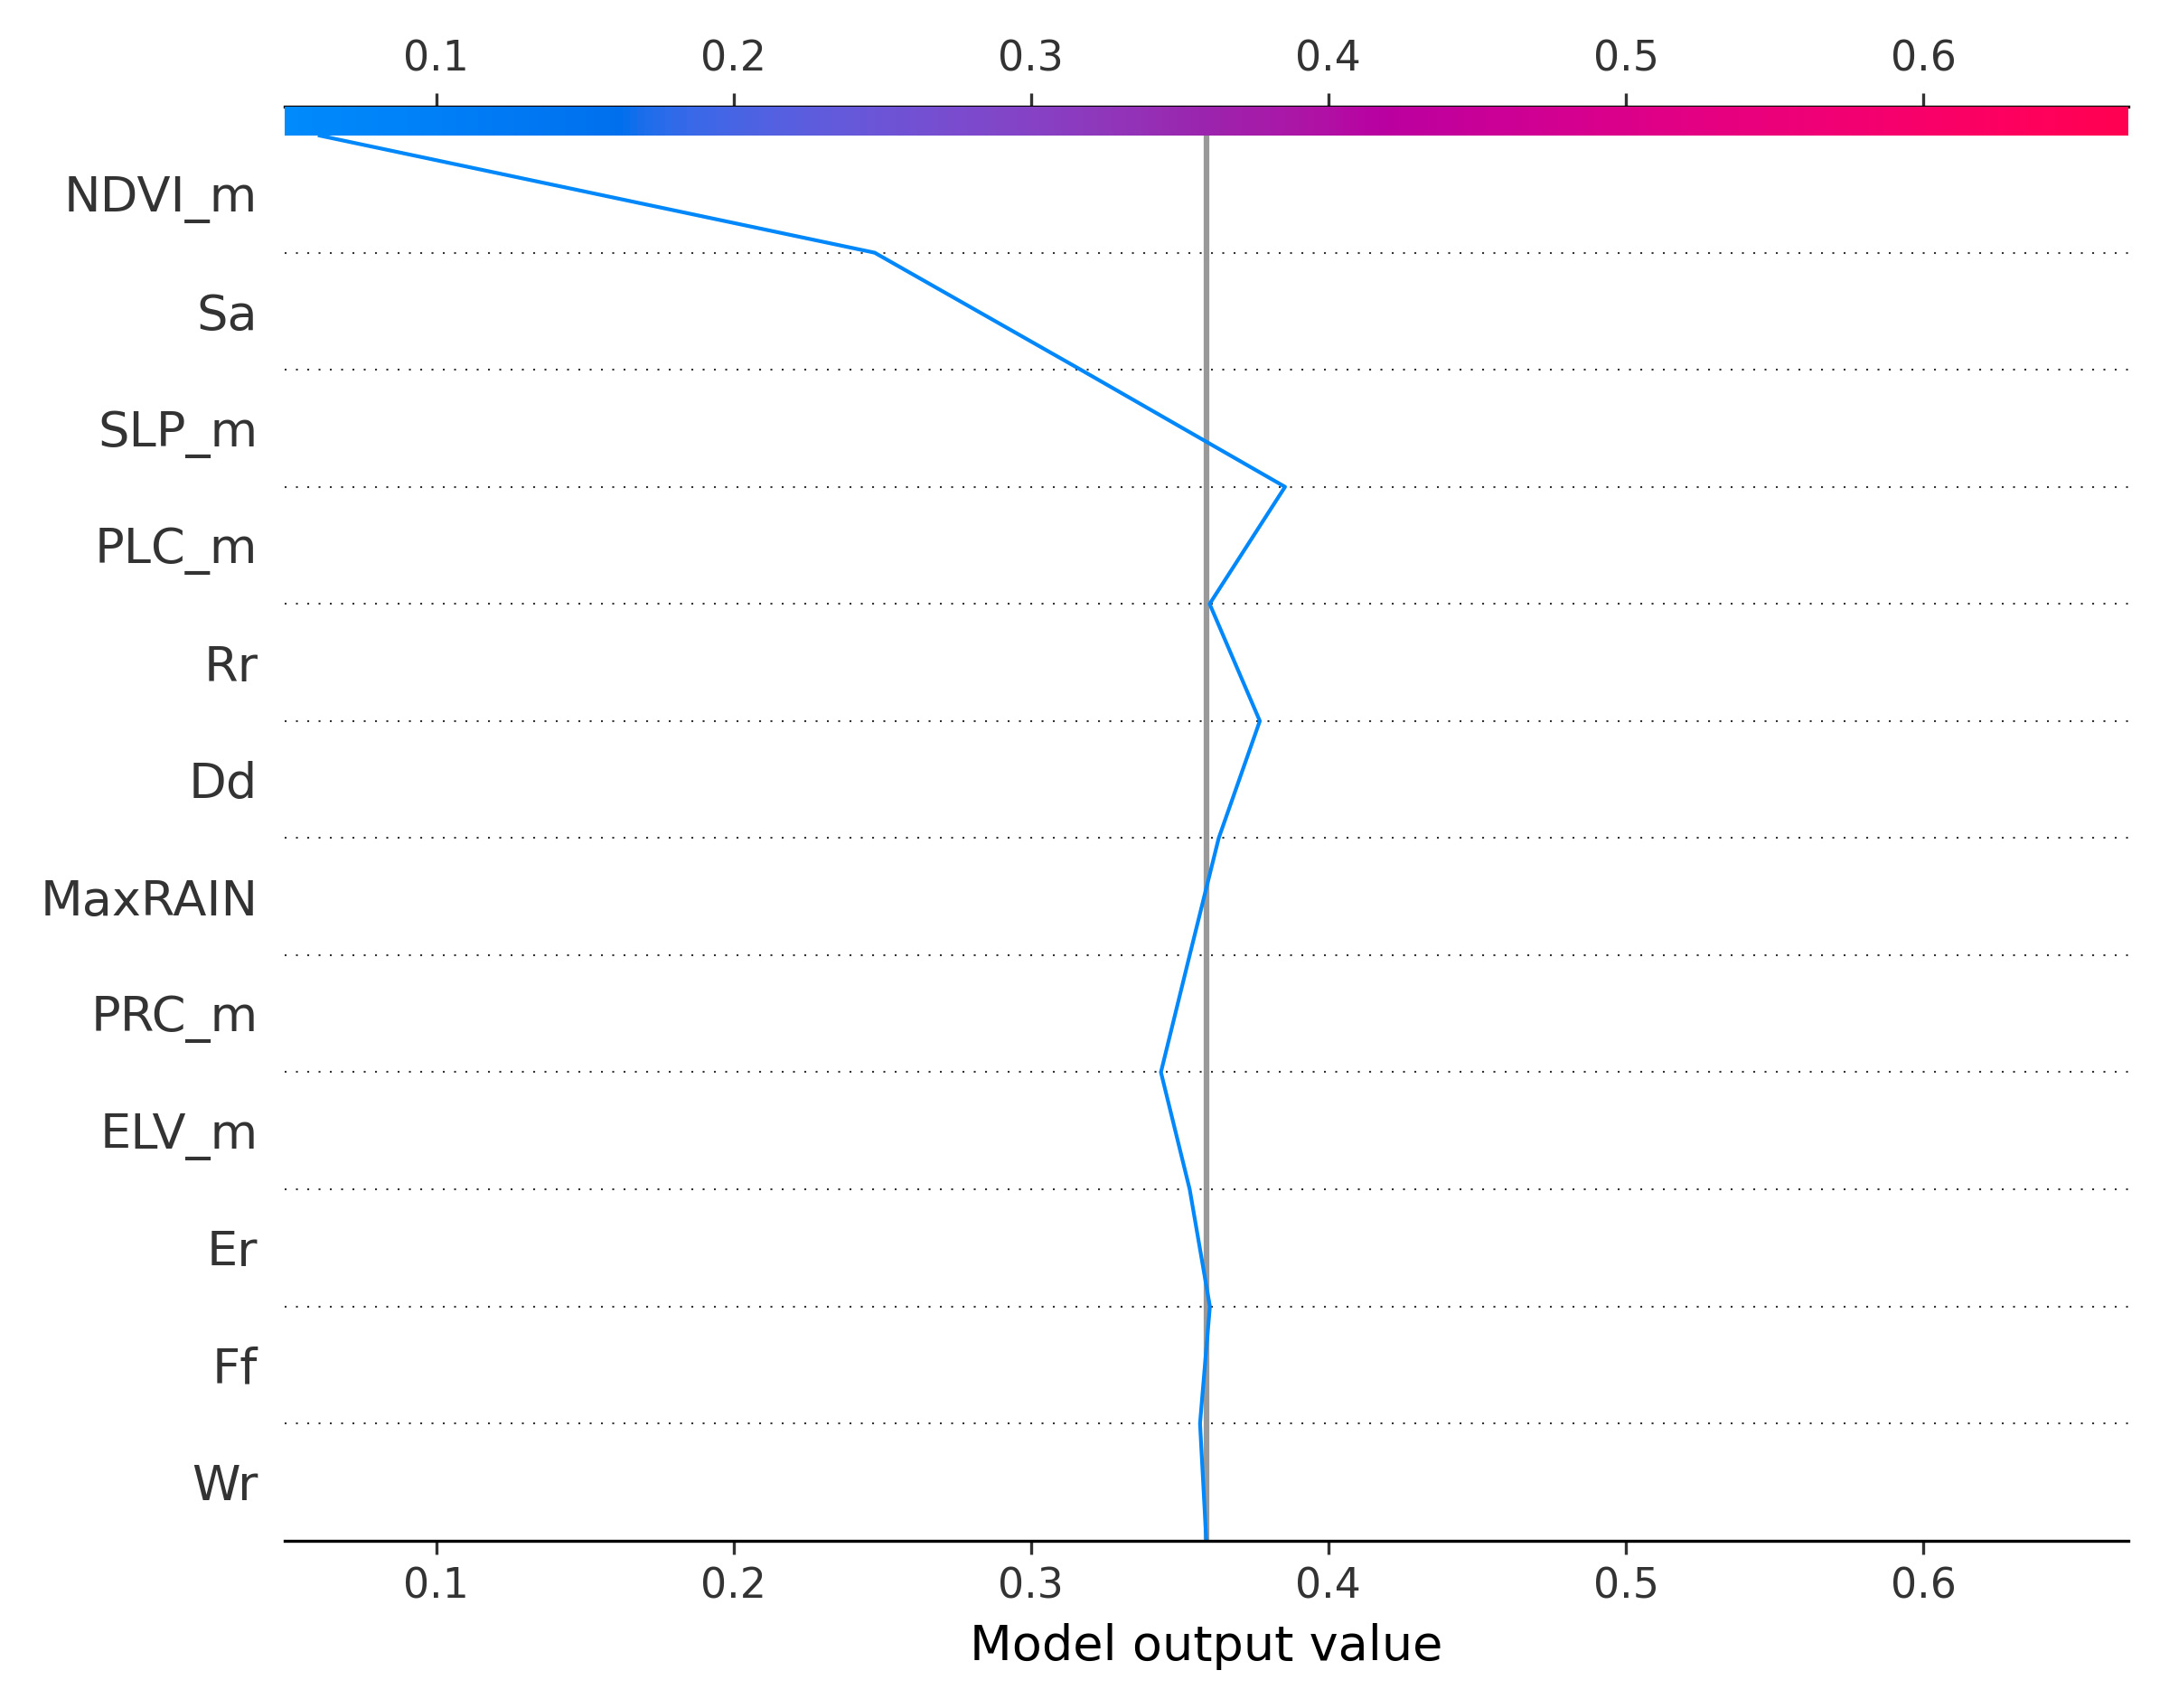 0.1 0.2 0.3 0.4 0.5 0.6
NDVI_m
Sa
SLP_m
PLC_m
Rr
Dd
MaxRAIN
PRC_m
ELV_m
Er
Ff
Wr
0.1 0.2 0.3 0.4 0.5 0.6
Model output value